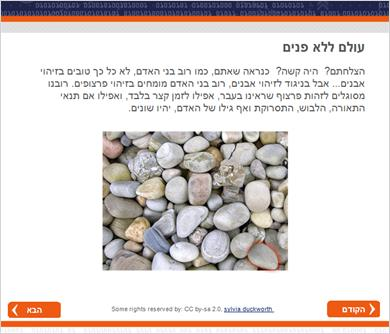 עולם ללא פנים
הצלחתם? היה קשה? כנראה שאתם, כמו רוב בני האדם, לא כל כך טובים בזיהוי
אבנים... אבל בניגוד לזיהוי אבנים, רוב בני האדם מומחים בזיהוי פרצופים. רובנו
מסוגלים לזהות פרצוף שראינו בעבר, אפילו לזמן קצר בלבד, ואפילו אם תנאי
התאורה, הלבוש, התסרוקת ואף גילו של האדם, יהיו שונים.
הקודם
Some rights reserved by: CC by-sa 2.0, sylvia duckworth.
הבא